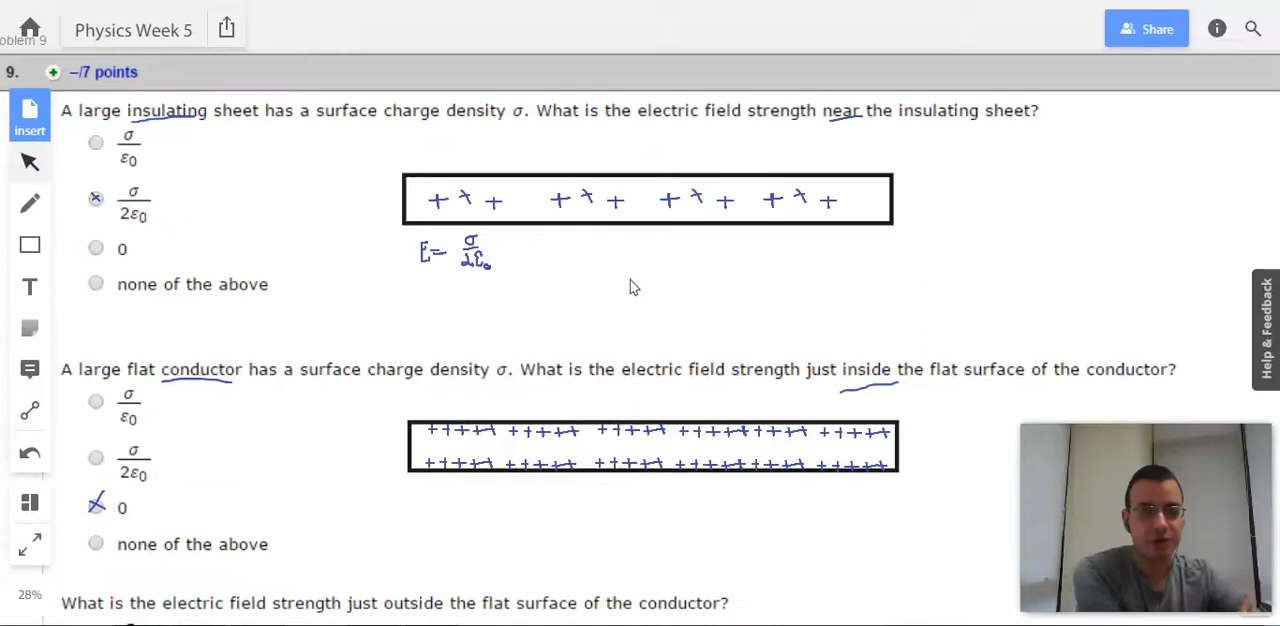 Physics Week 5
Share
oblem 9
9. –/7 points
insert
A large insulating sheet has a surface charge density σ. What is the electric field strength near the insulating sheet?
σ
ε0
σ
2ε0
0
none of the above
+ + + + + + + + + + + +
E = σ
2ε0
Help & Feedback
A large flat conductor has a surface charge density σ. What is the electric field strength just inside the flat surface of the conductor?
σ
ε0
σ
2ε0
0
none of the above
28%
What is the electric field strength just outside the flat surface of the conductor?